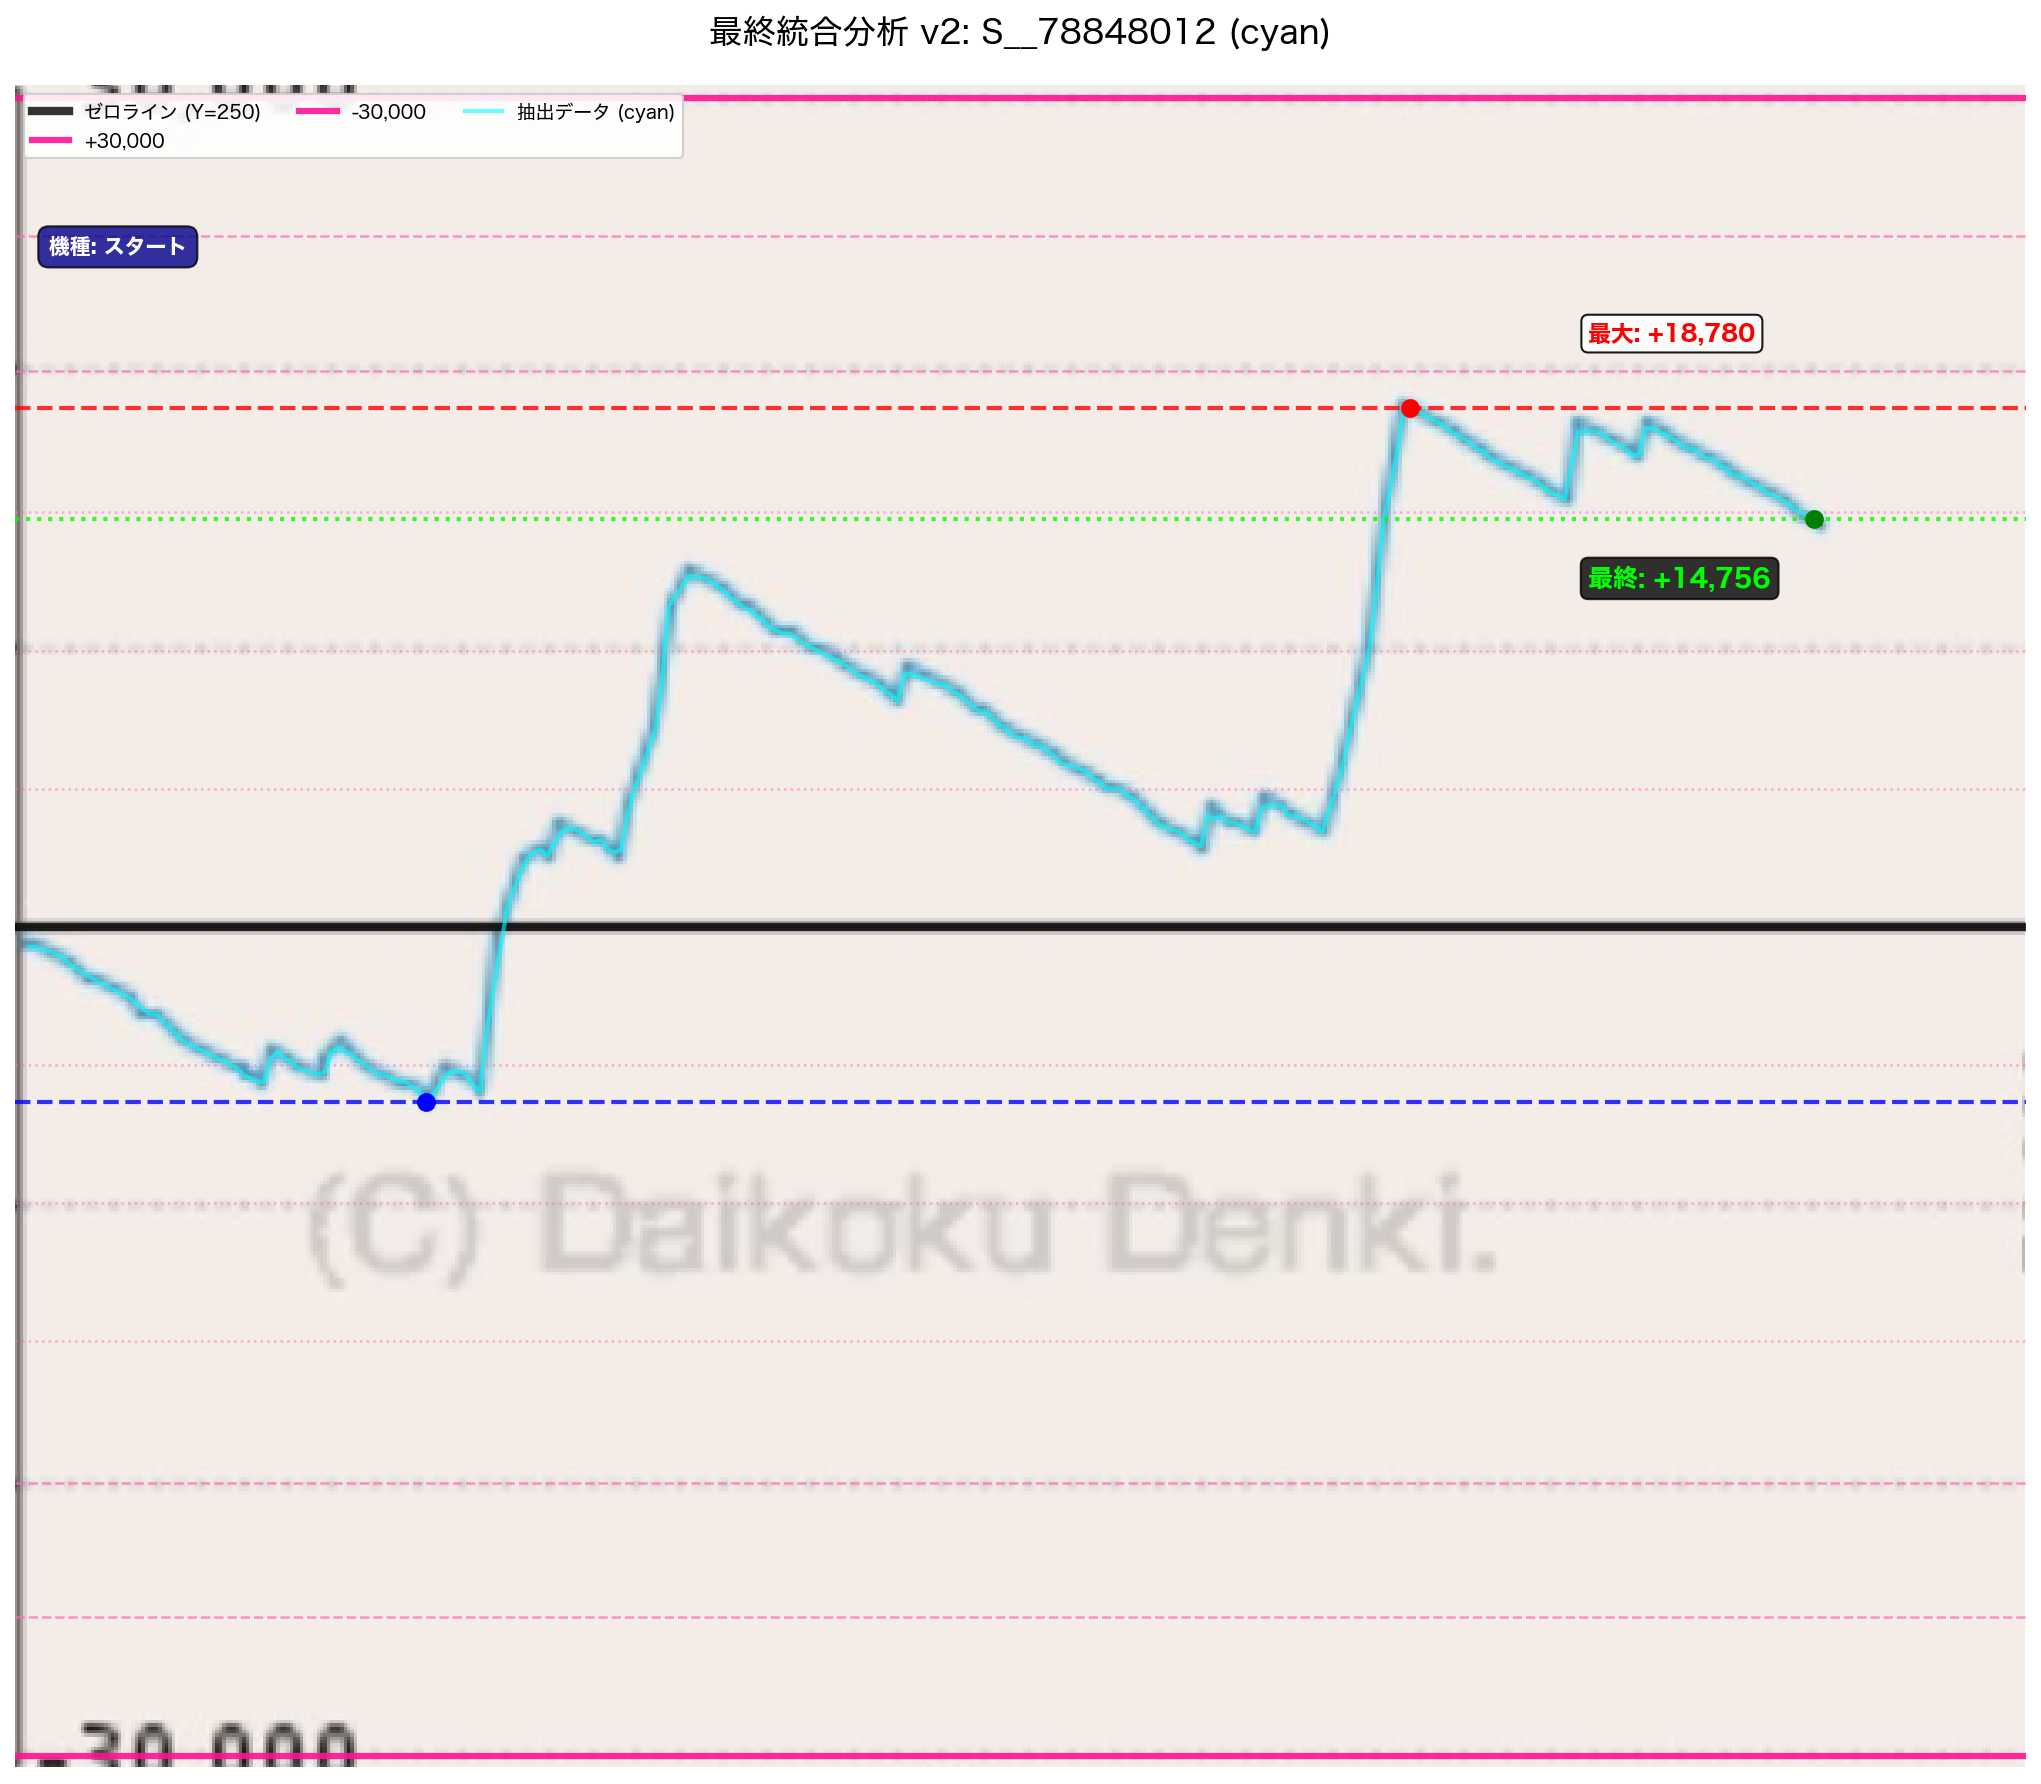 最終統合分析 v2: S__78848012 (cyan)
30,000
ゼロライン (Y=250) -30,000 抽出データ (cyan)
+30,000
機種: スタート
最大: +18,780
最終: +14,756
(C) Daikoku Denki.
-30,000